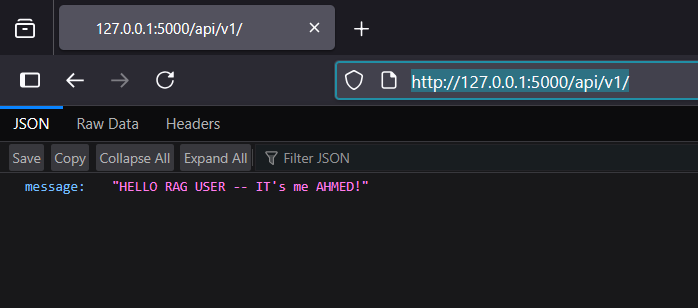 127.0.0.1:5000/api/v1/
http://127.0.0.1:5000/api/v1/
JSON Raw Data Headers
Save Copy Collapse All Expand All Filter JSON
message: "HELLO RAG USER -- IT's me AHMED!"